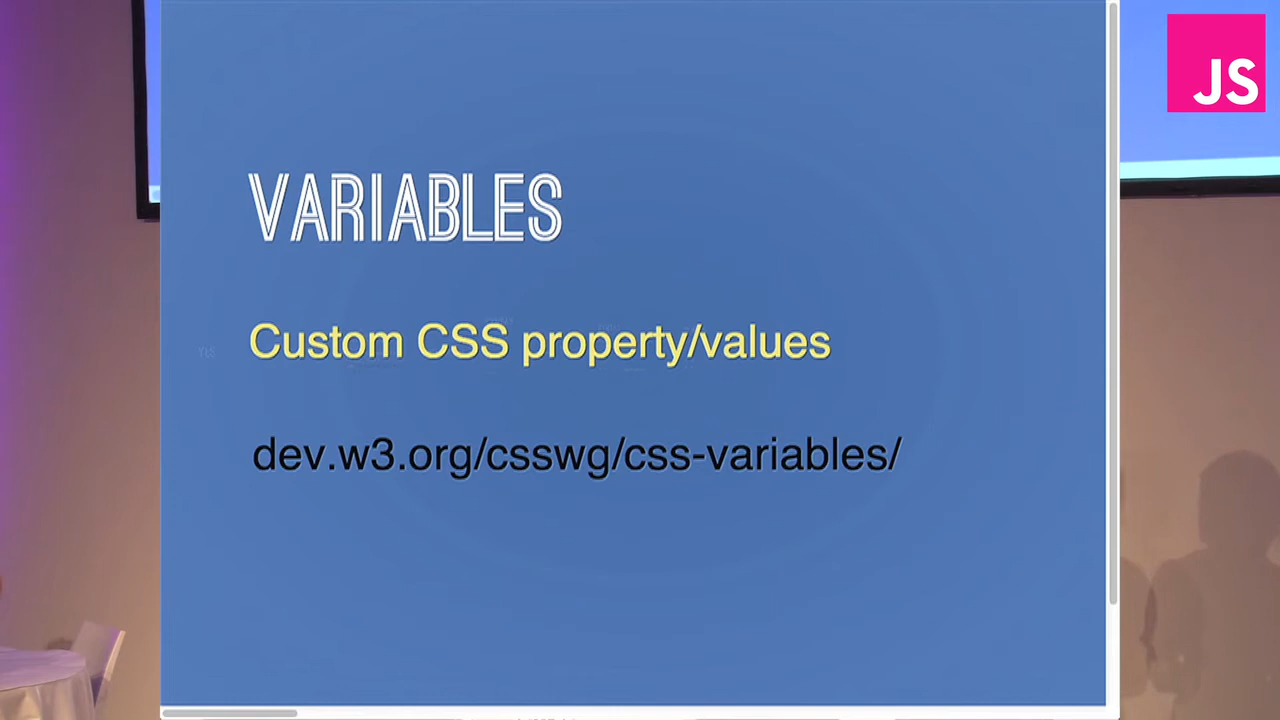 JS
VARIABLES
Custom CSS property/values
dev.w3.org/csswg/css-variables/